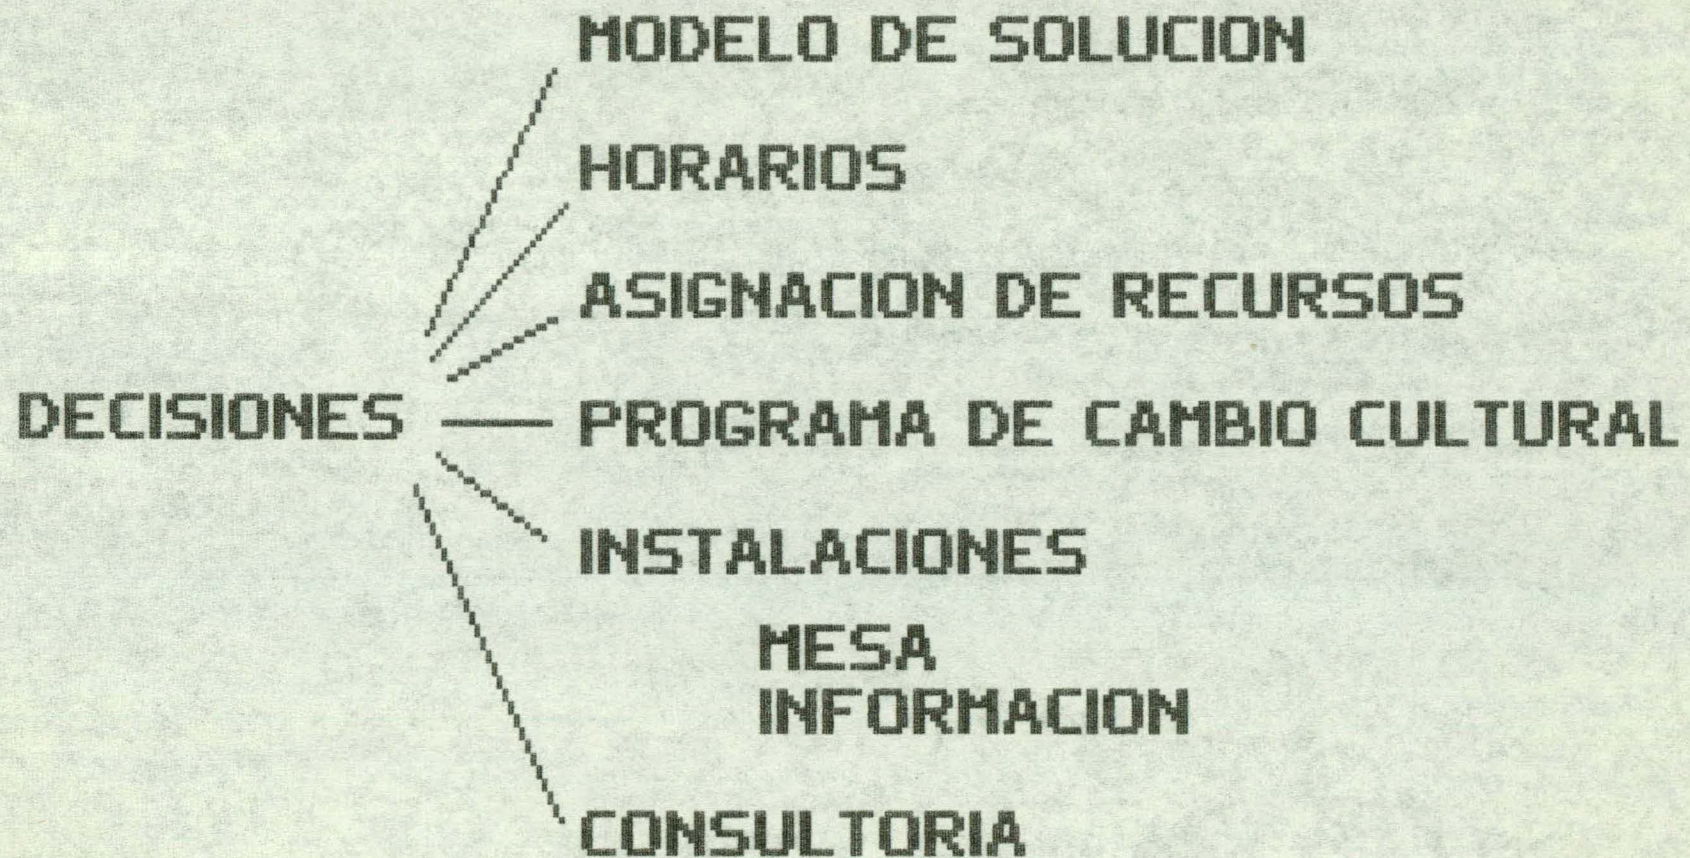 MODELO DE SOLUCION
HORARIOS
ASIGNACION DE RECURSOS
DECISIONES
PROGRAMA DE CAMBIO CULTURAL
INSTALACIONES
MESA
INFORMACION
CONSULTORIA